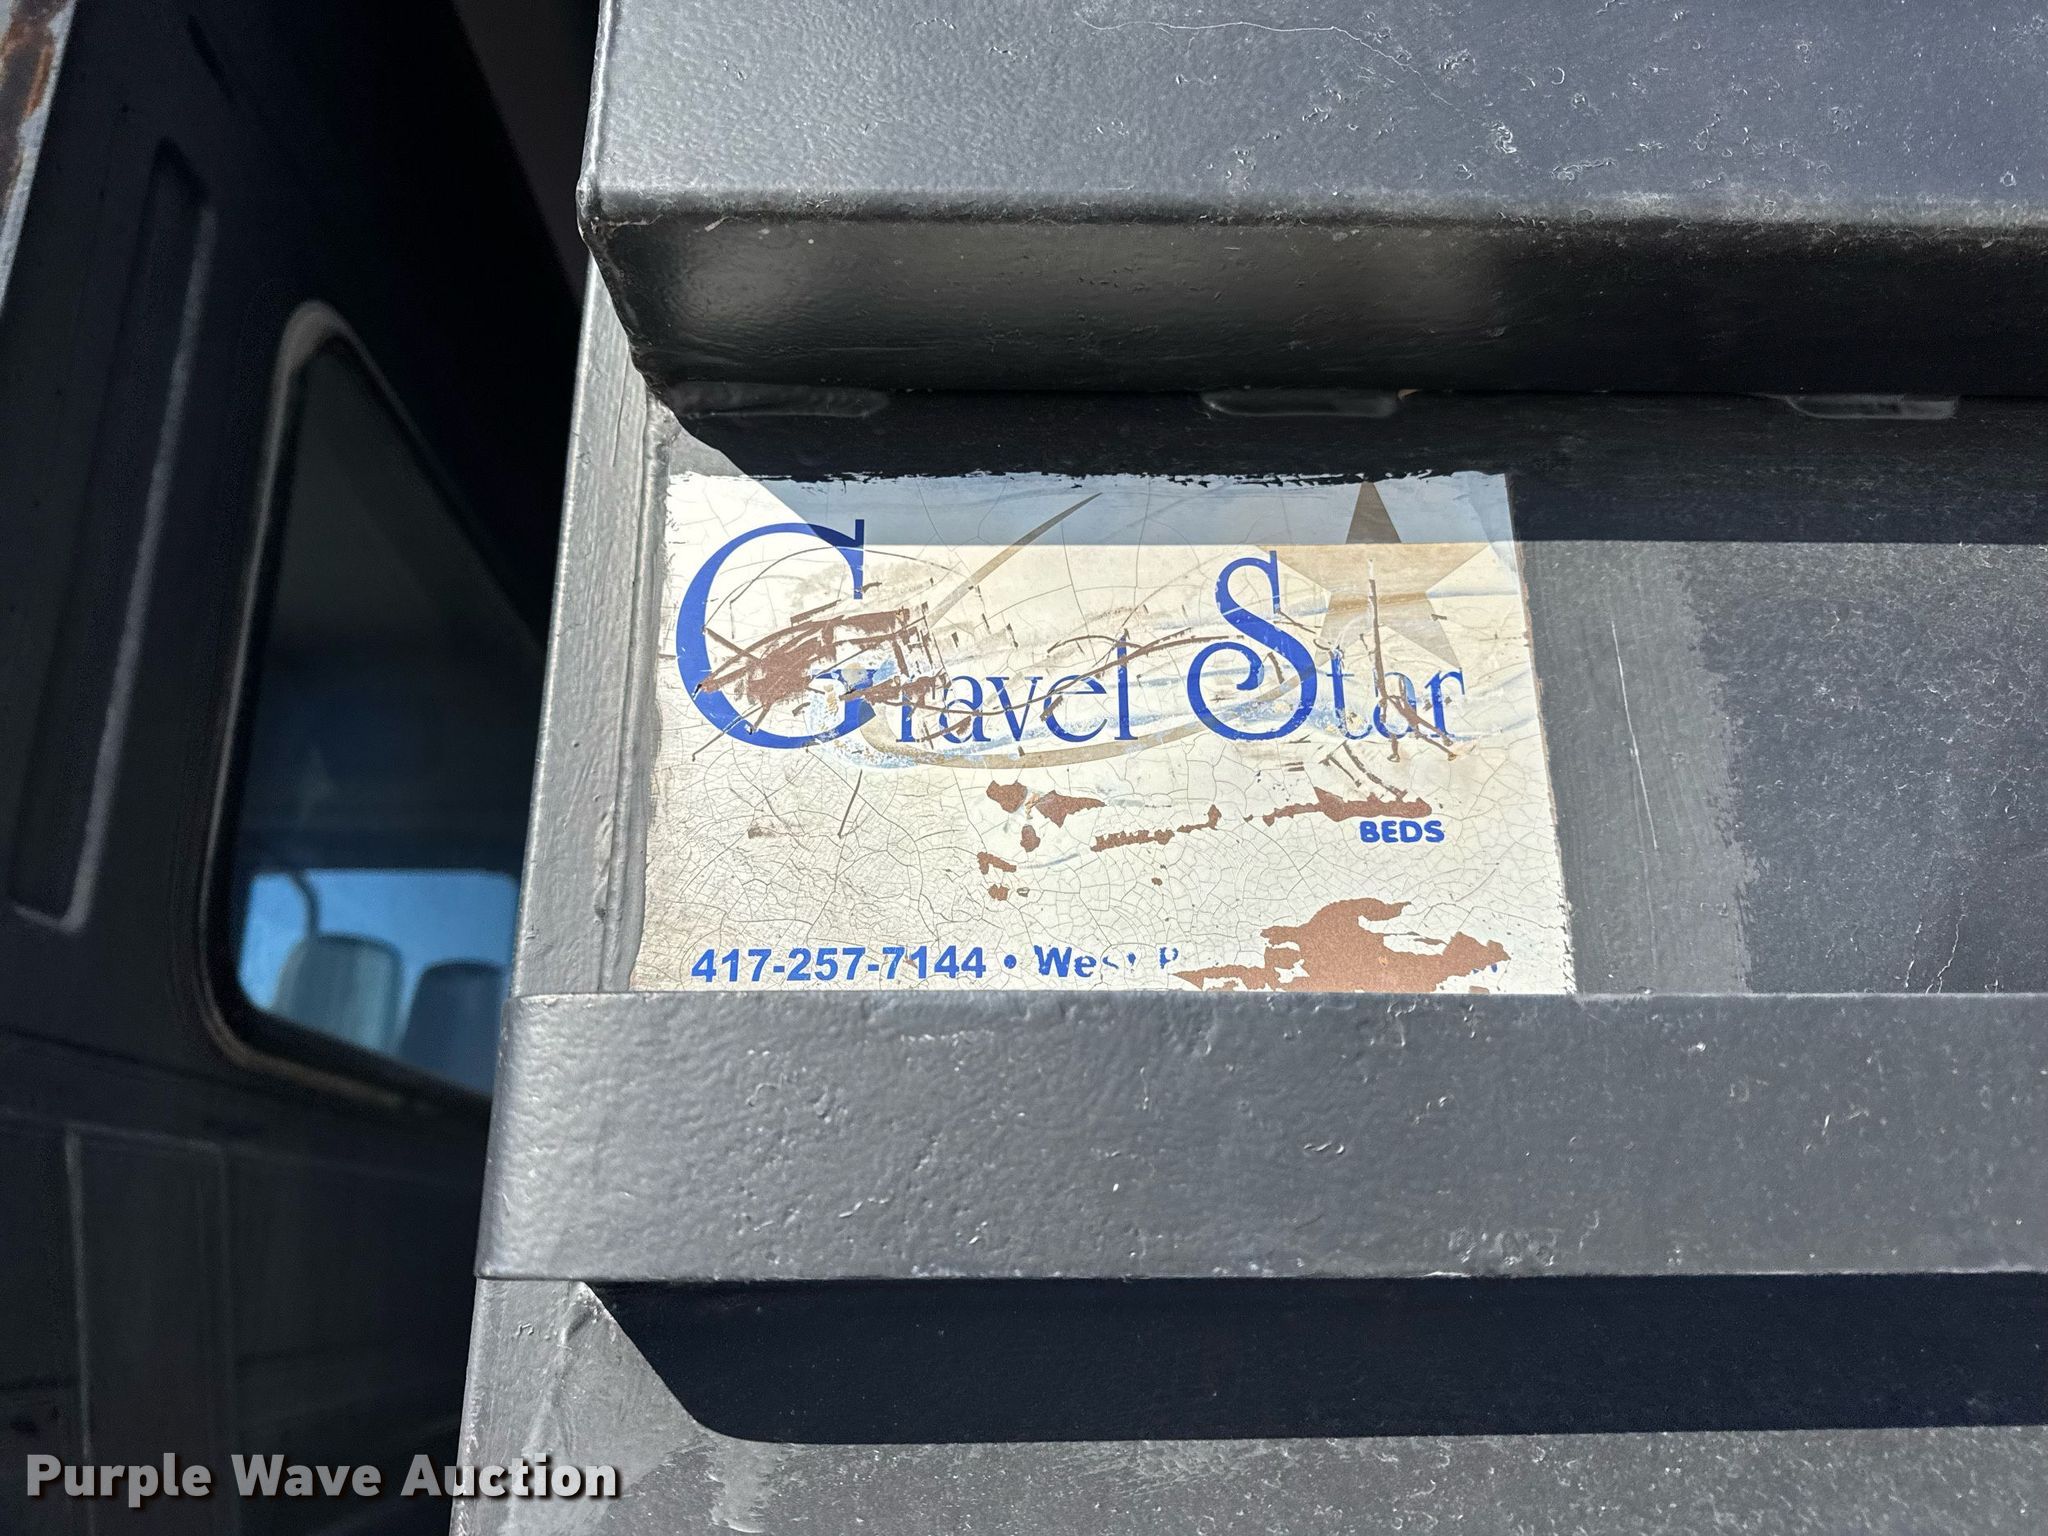 Gravel Star
BEDS
417-257-7144 • West
Purple Wave Auction